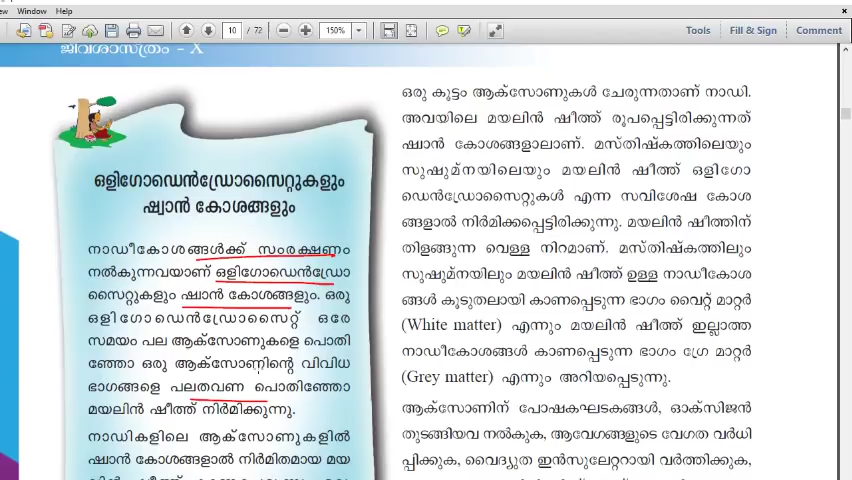 Window Help
10 / 72
150%
Tools Fill & Sign Comment
ജീവശാസ്ത്രം - X
ഒളിഗോഡെൻഡ്രോസൈറ്റുകളും
ഷ്വാൻ കോശങ്ങളും
നാഡീകോശങ്ങൾക്ക് സംരക്ഷണം
നൽകുന്നവയാണ് ഒളിഗോഡെൻഡ്രോ
സൈറ്റുകളും ഷ്വാൻ കോശങ്ങളും. ഒരു
ഒളിഗോഡെൻഡ്രോസൈറ്റ് ഒരേ
സമയം പല ആക്സോണുകളെ പൊതി
ഞ്ഞോ ഒരു ആക്സോണിന്റെ വിവിധ
ഭാഗങ്ങളെ പലതവണ പൊതിഞ്ഞോ
മയലിൻ ഷീത്ത് നിർമിക്കുന്നു.
നാഡികളിലെ ആക്സോണുകളിൽ
ഷ്വാൻ കോശങ്ങളാൽ നിർമിതമായ മയ
ഒരു കൂട്ടം ആക്സോണുകൾ ചേരുന്നതാണ് നാഡി.
അവയിലെ മയലിൻ ഷീത്ത് രൂപപ്പെട്ടിരിക്കുന്നത്
ഷ്വാൻ കോശങ്ങളാലാണ്. മസ്തിഷ്കത്തിലെയും
സുഷുമ്നയിലെയും മയലിൻ ഷീത്ത് ഒളിഗോ
ഡെൻഡ്രോസൈറ്റുകൾ എന്ന സവിശേഷ കോശ
ങ്ങളാൽ നിർമിക്കപ്പെട്ടിരിക്കുന്നു. മയലിൻ ഷീത്തിന്
തിളങ്ങുന്ന വെള്ള നിറമാണ്. മസ്തിഷ്കത്തിലും
സുഷുമ്നയിലും മയലിൻ ഷീത്ത് ഉള്ള നാഡീകോശ
ങ്ങൾ കൂടുതലായി കാണപ്പെടുന്ന ഭാഗം വൈറ്റ് മാറ്റർ
(White matter) എന്നും മയലിൻ ഷീത്ത് ഇല്ലാത്ത
നാഡീകോശങ്ങൾ കാണപ്പെടുന്ന ഭാഗം ഗ്രേ മാറ്റർ
(Grey matter) എന്നും അറിയപ്പെടുന്നു.
ആക്സോണിന് പോഷകഘടകങ്ങൾ, ഓക്സിജൻ
തുടങ്ങിയവ നൽകുക, ആവേഗങ്ങളുടെ വേഗത വർധി
പ്പിക്കുക, വൈദ്യുത ഇൻസുലേറ്ററായി വർത്തിക്കുക,